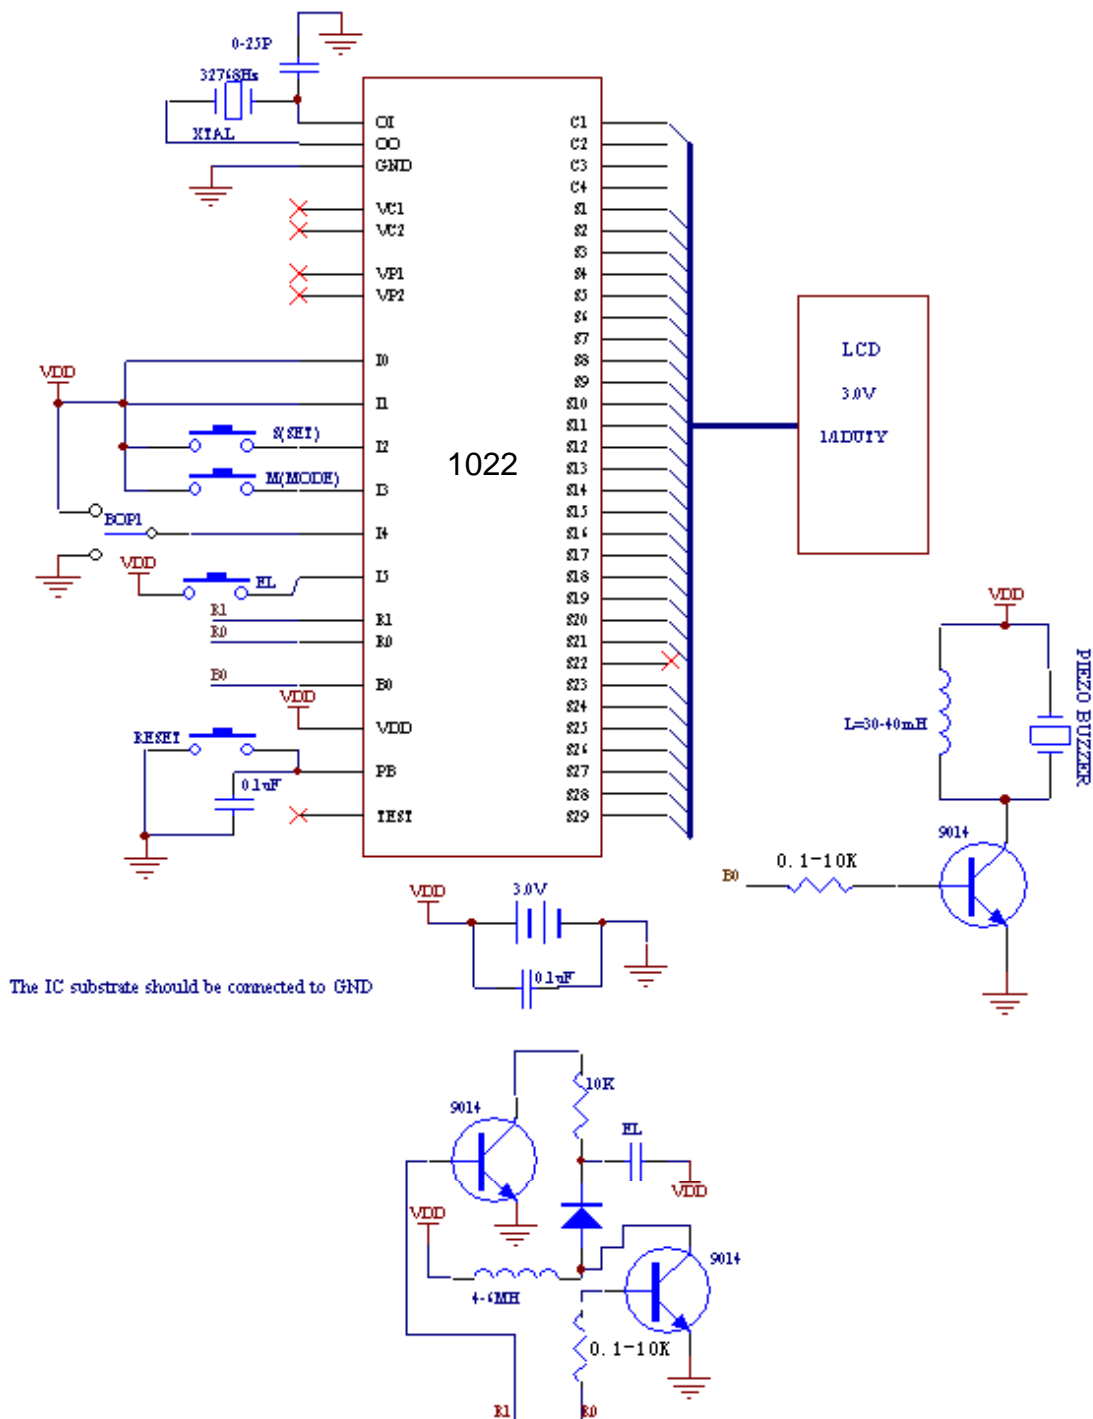 0-25P
32768Hz
XTAL
OI
OO
GND
VC1
VC2
VP1
VP2
I0
I1
I2
I3
I4
I5
R1
R0
B0
VDD
PB
TEST
1022
C1
C2
C3
C4
S1
S2
S3
S4
S5
S6
S7
S8
S9
S10
S11
S12
S13
S14
S15
S16
S17
S18
S19
S20
S21
S22
S23
S24
S25
S26
S27
S28
S29
VDD
S(SET)
M(MODE)
BOP1
VDD
EL
R1
R0
B0
VDD
RESET
0.1uF
LCD
3.0V
1/4DUTY
VDD
L=30-40mH
PIEZO BUZZER
9014
B0
0.1-10K
VDD
3.0V
0.1uF
The IC substrate should be connected to GND
10K
9014
EL
VDD
VDD
4-6MH
9014
0.1-10K
R1
R0